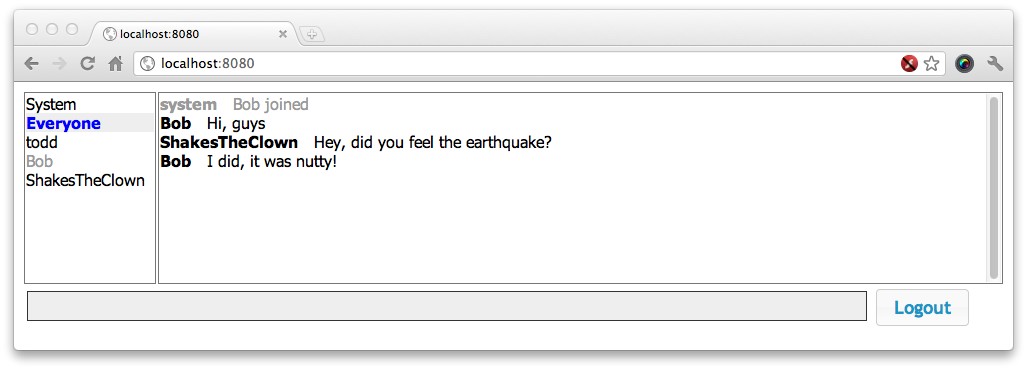 localhost:8080
localhost:8080
System
Everyone
todd
Bob
ShakesTheClown
system Bob joined
Bob Hi, guys
ShakesTheClown Hey, did you feel the earthquake?
Bob I did, it was nutty!
Logout